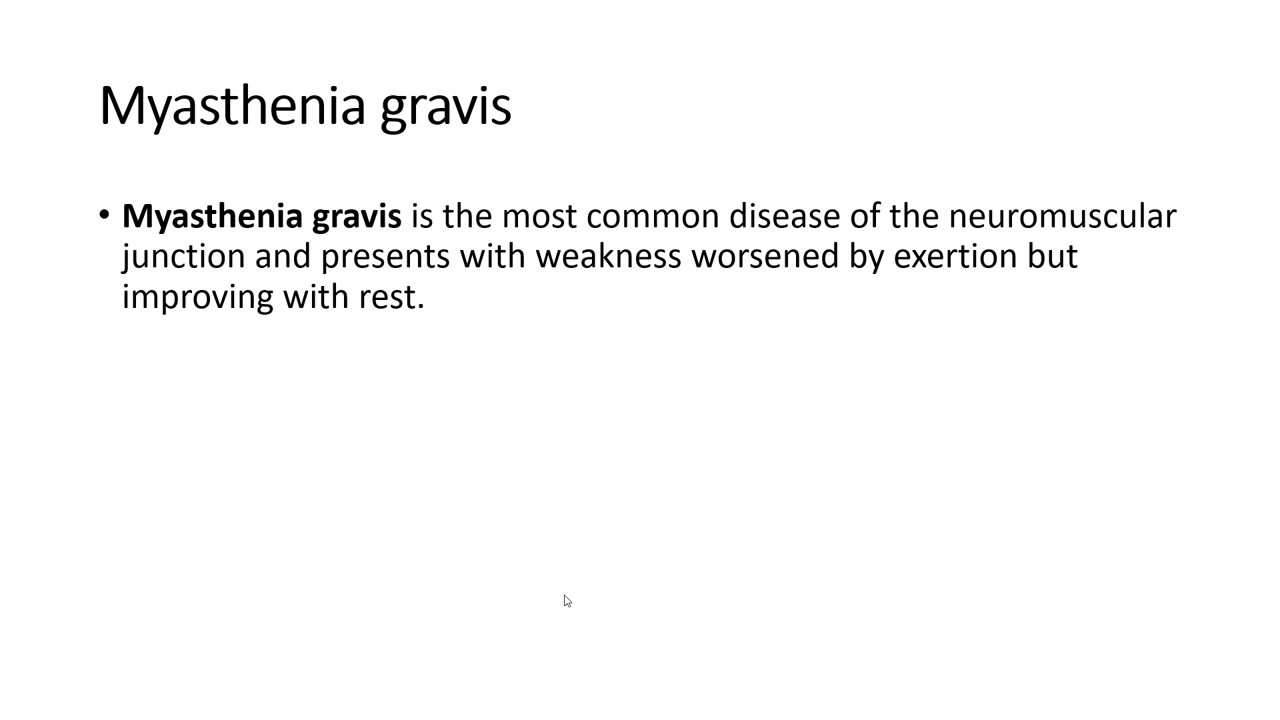 Myasthenia gravis
• Myasthenia gravis is the most common disease of the neuromuscular
junction and presents with weakness worsened by exertion but
improving with rest.